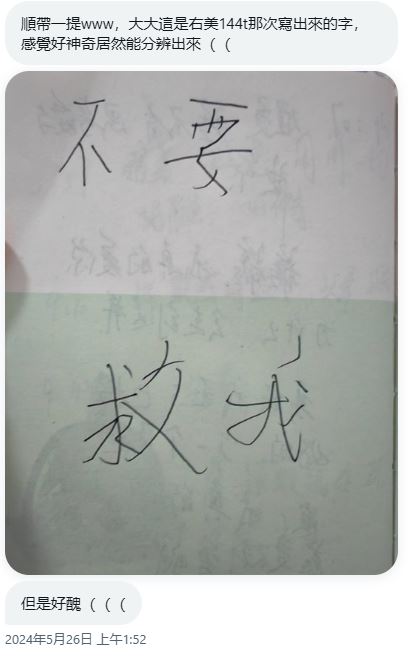 順帶一提www，大大這是右美144t那次寫出來的字，
感覺好神奇居然能分辨出來（（
不要
救我
但是好醜（（（
2024年5月26日 上午1:52